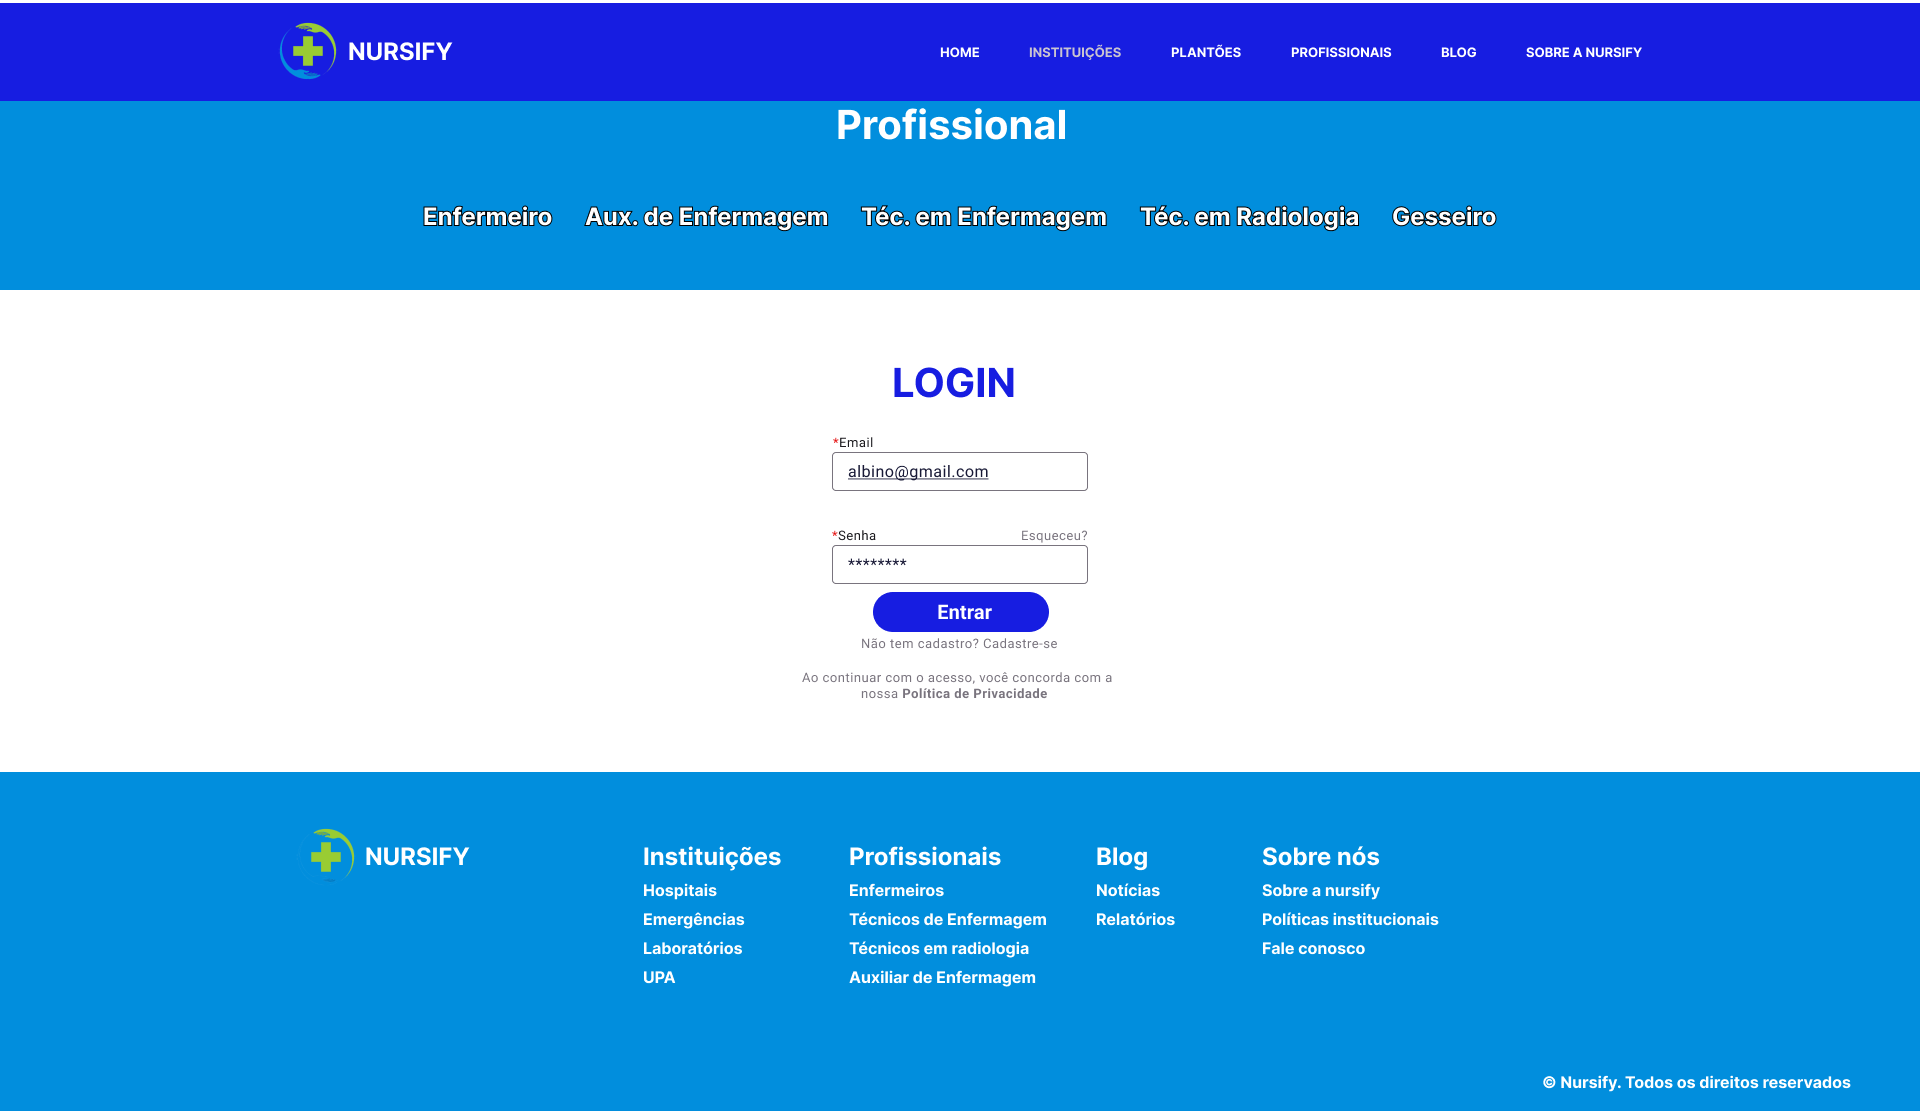 NURSIFY
HOME INSTITUIÇÕES PLANTÕES PROFISSIONAIS BLOG SOBRE A NURSIFY
Profissional
Enfermeiro Aux. de Enfermagem Téc. em Enfermagem Téc. em Radiologia Gesseiro
LOGIN
*Email
albino@gmail.com
*Senha Esqueceu?
********
Entrar
Não tem cadastro? Cadastre-se
Ao continuar com o acesso, você concorda com a
nossa Política de Privacidade
NURSIFY
Instituições
Hospitais
Emergências
Laboratórios
UPA
Profissionais
Enfermeiros
Técnicos de Enfermagem
Técnicos em radiologia
Auxiliar de Enfermagem
Blog
Notícias
Relatórios
Sobre nós
Sobre a nursify
Políticas institucionais
Fale conosco
© Nursify. Todos os direitos reservados